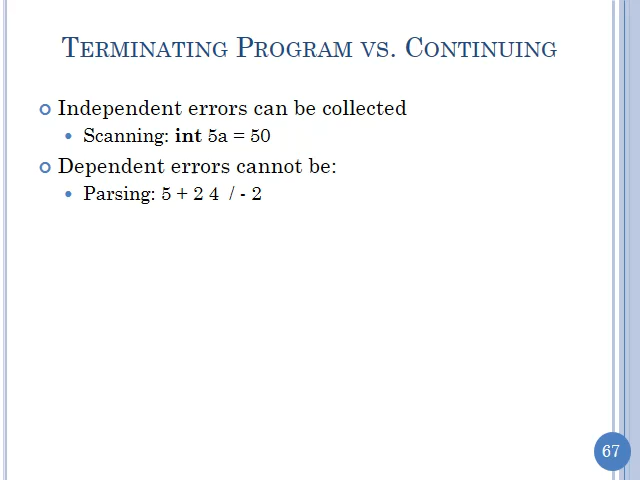 Terminating Program vs. Continuing
Independent errors can be collected
Scanning: int 5a = 50
Dependent errors cannot be:
Parsing: 5 + 2 4 / - 2
67